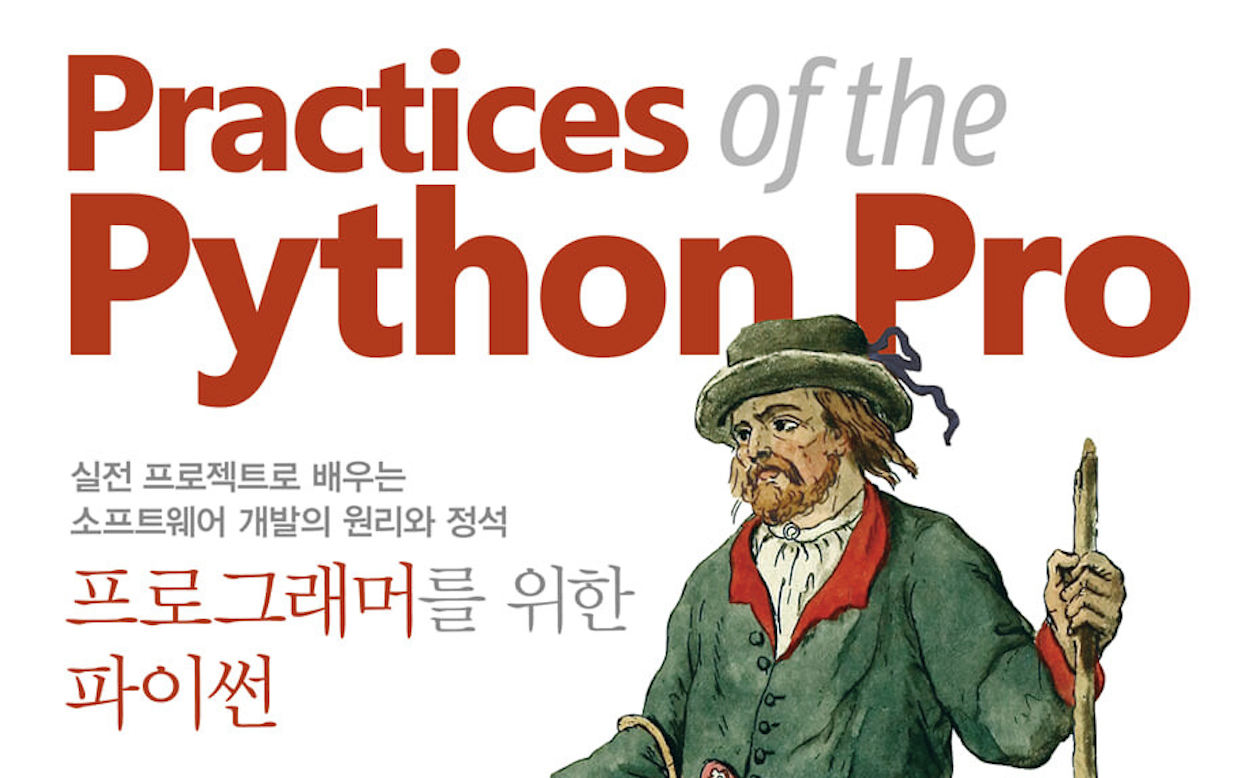 Practices of the
Python Pro
실전 프로젝트로 배우는
소프트웨어 개발의 원리와 정석
프로그래머를 위한
파이썬